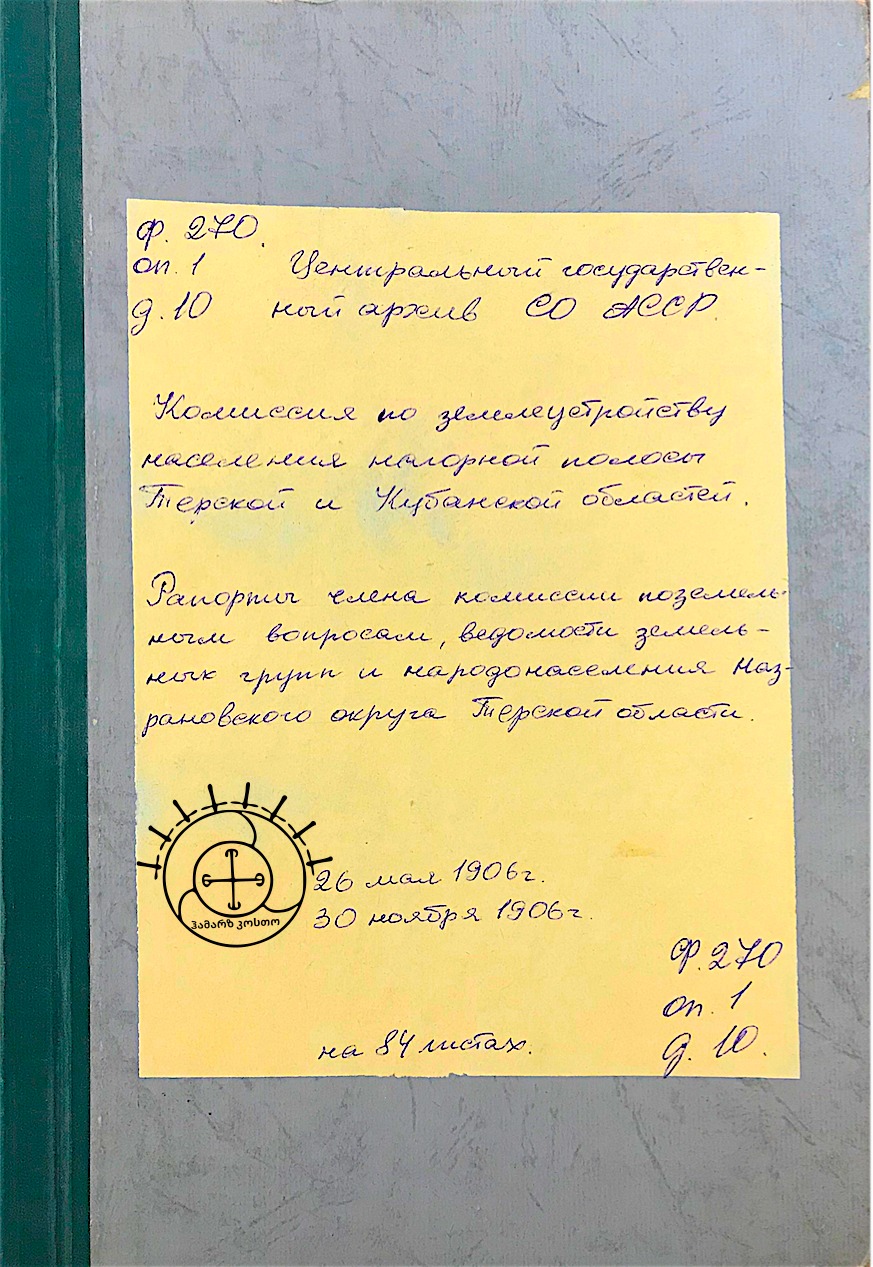 Ф. 270.
оп. 1 Центральный государствен-
д. 10 ный архив СО АССР.
Комиссия по землеустройству
населения нагорной полосы
Терской и Кубанской областей.
Рапорты члена комиссии поземель-
ным вопросам, ведомости земель-
ных групп и народонаселения Наз-
рановского округа Терской области.
ჰამარზ კოსთო
26 мая 1906г.
30 ноября 1906г.
Ф. 270
оп. 1
на 84 листах. д. 10.